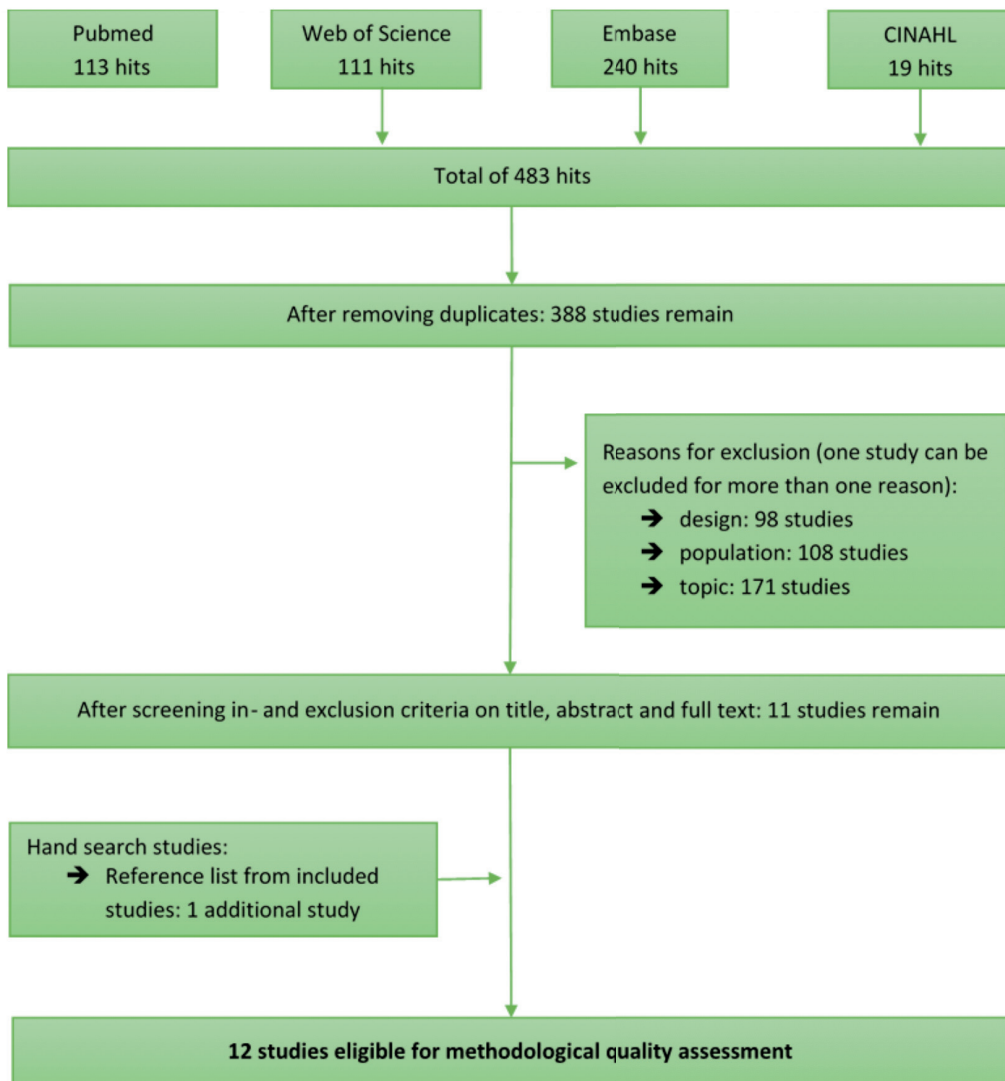 Pubmed
113 hits
Web of Science
111 hits
Embase
240 hits
CINAHL
19 hits
Total of 483 hits
After removing duplicates: 388 studies remain
Reasons for exclusion (one study can be
excluded for more than one reason):
➔ design: 98 studies
➔ population: 108 studies
➔ topic: 171 studies
After screening in- and exclusion criteria on title, abstract and full text: 11 studies remain
Hand search studies:
➔ Reference list from included
studies: 1 additional study
12 studies eligible for methodological quality assessment